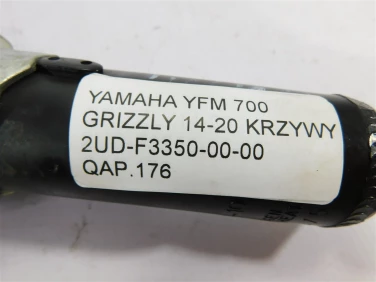 YAMAHA YFM 700
GRIZZLY 14-20 KRZYWY
2UD-F3350-00-00
QAP.176